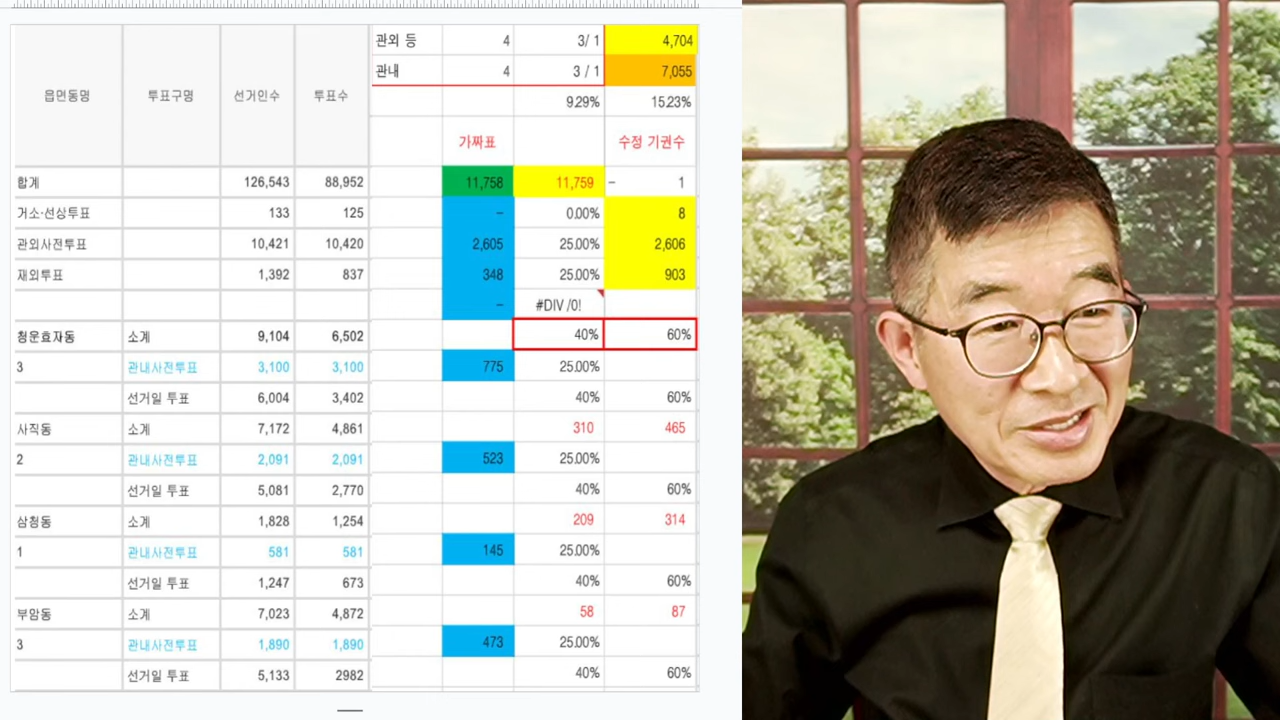 관외 등 4 3/ 1 4,704
관내 4 3 / 1 7,055
9.29% 15.23%
읍면동명 투표구명 선거인수 투표수
가짜표 수정 기권수
합계 126,543 88,952 11,758 11,759 – 1
거소·선상투표 133 125 – 0.00% 8
관외사전투표 10,421 10,420 2,605 25.00% 2,606
재외투표 1,392 837 348 25.00% 903
– #DIV /0!
청운효자동 소계 9,104 6,502 40% 60%
3 관내사전투표 3,100 3,100 775 25.00%
선거일 투표 6,004 3,402 40% 60%
사직동 소계 7,172 4,861 310 465
2 관내사전투표 2,091 2,091 523 25.00%
선거일 투표 5,081 2,770 40% 60%
삼청동 소계 1,828 1,254 209 314
1 관내사전투표 581 581 145 25.00%
선거일 투표 1,247 673 40% 60%
부암동 소계 7,023 4,872 58 87
3 관내사전투표 1,890 1,890 473 25.00%
선거일 투표 5,133 2982 40% 60%